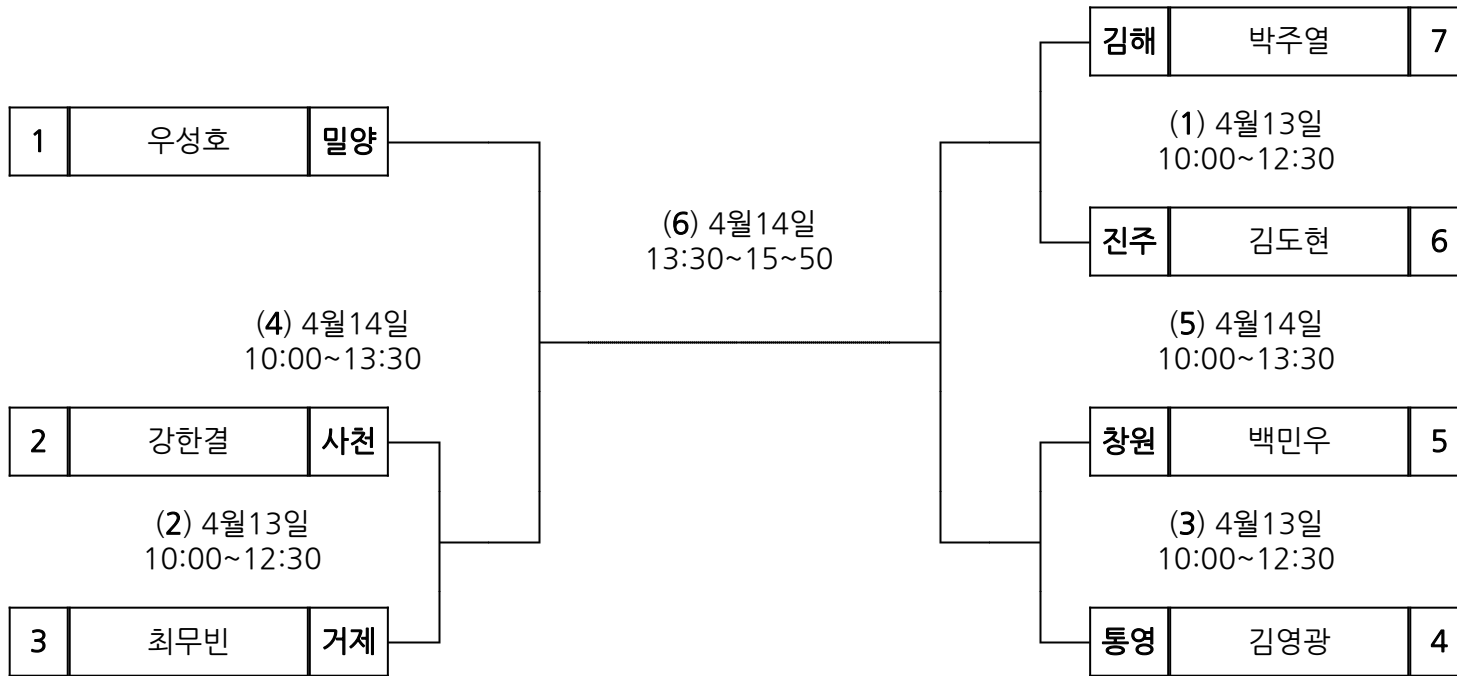 김해 박주열 7
1 우성호 밀양
(1) 4월13일
10:00~12:30
(6) 4월14일
13:30~15~50
진주 김도현 6
(4) 4월14일
10:00~13:30
(5) 4월14일
10:00~13:30
2 강한결 사천
창원 백민우 5
(2) 4월13일
10:00~12:30
(3) 4월13일
10:00~12:30
3 최무빈 거제
통영 김영광 4